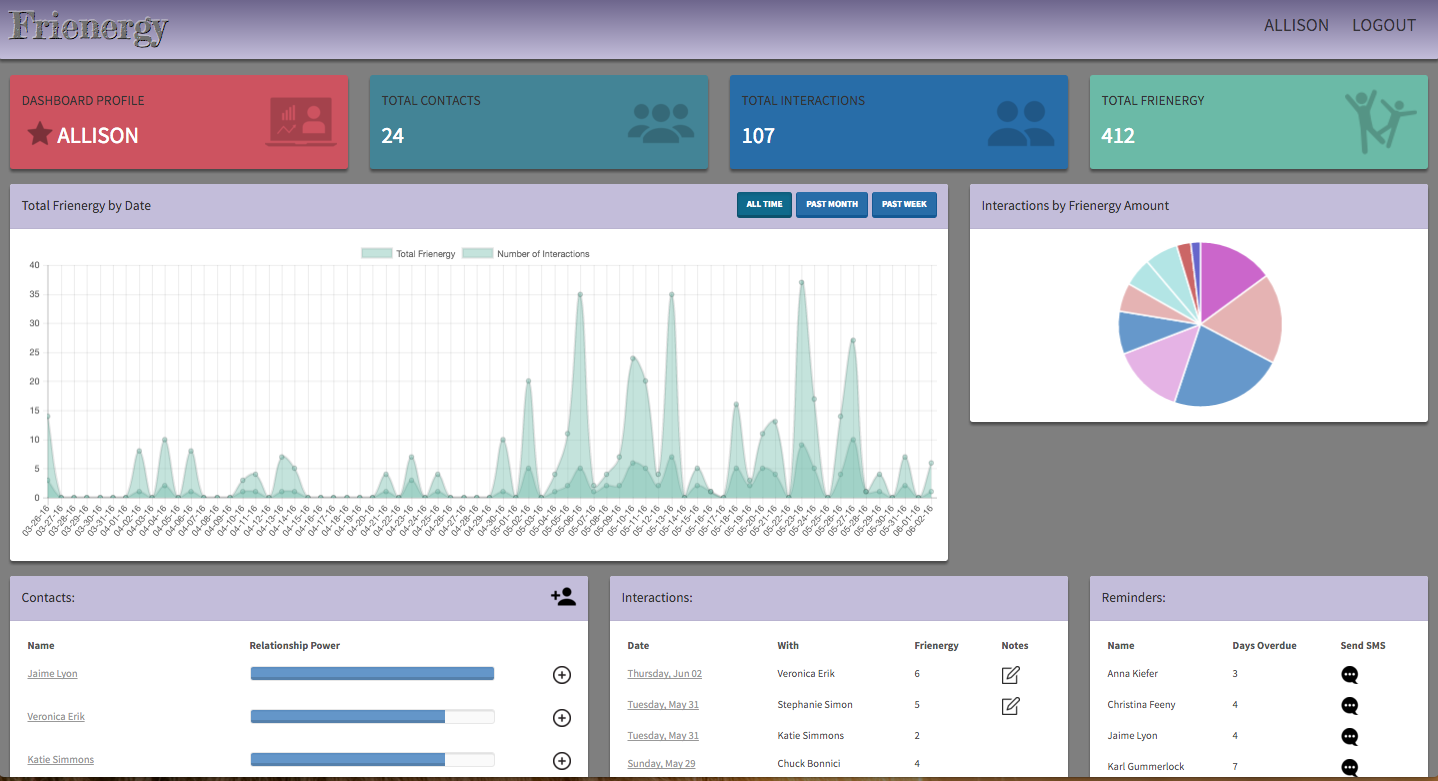 Frienergy
ALLISON LOGOUT
DASHBOARD PROFILE
ALLISON
TOTAL CONTACTS
24
TOTAL INTERACTIONS
107
TOTAL FRIENERGY
412
Total Frienergy by Date
ALL TIME PAST MONTH PAST WEEK
Total Frienergy Number of Interactions
40
35
30
25
20
15
10
5
0
03-26-16 03-27-16 03-28-16 03-29-16 03-30-16 03-31-16 04-01-16 04-02-16 04-03-16 04-04-16 04-05-16 04-06-16 04-07-16 04-08-16 04-09-16 04-10-16 04-11-16 04-12-16 04-13-16 04-14-16 04-15-16 04-16-16 04-17-16 04-18-16 04-19-16 04-20-16 04-21-16 04-22-16 04-23-16 04-24-16 04-25-16 04-26-16 04-27-16 04-28-16 04-29-16 04-30-16 05-01-16 05-02-16 05-03-16 05-04-16 05-05-16 05-06-16 05-07-16 05-08-16 05-09-16 05-10-16 05-11-16 05-12-16 05-13-16 05-14-16 05-15-16 05-16-16 05-17-16 05-18-16 05-19-16 05-20-16 05-21-16 05-22-16 05-23-16 05-24-16 05-25-16 05-26-16 05-27-16 05-28-16 05-29-16 05-30-16 05-31-16 06-01-16 06-02-16
Interactions by Frienergy Amount
Contacts:
Name Relationship Power
Jaime Lyon
Veronica Erik
Katie Simmons
Interactions:
Date With Frienergy Notes
Thursday, Jun 02 Veronica Erik 6
Tuesday, May 31 Stephanie Simon 5
Tuesday, May 31 Katie Simmons 2
Sunday, May 29 Chuck Bonnici 4
Reminders:
Name Days Overdue Send SMS
Anna Kiefer 3
Christina Feeny 4
Jaime Lyon 4
Karl Gummerlock 7